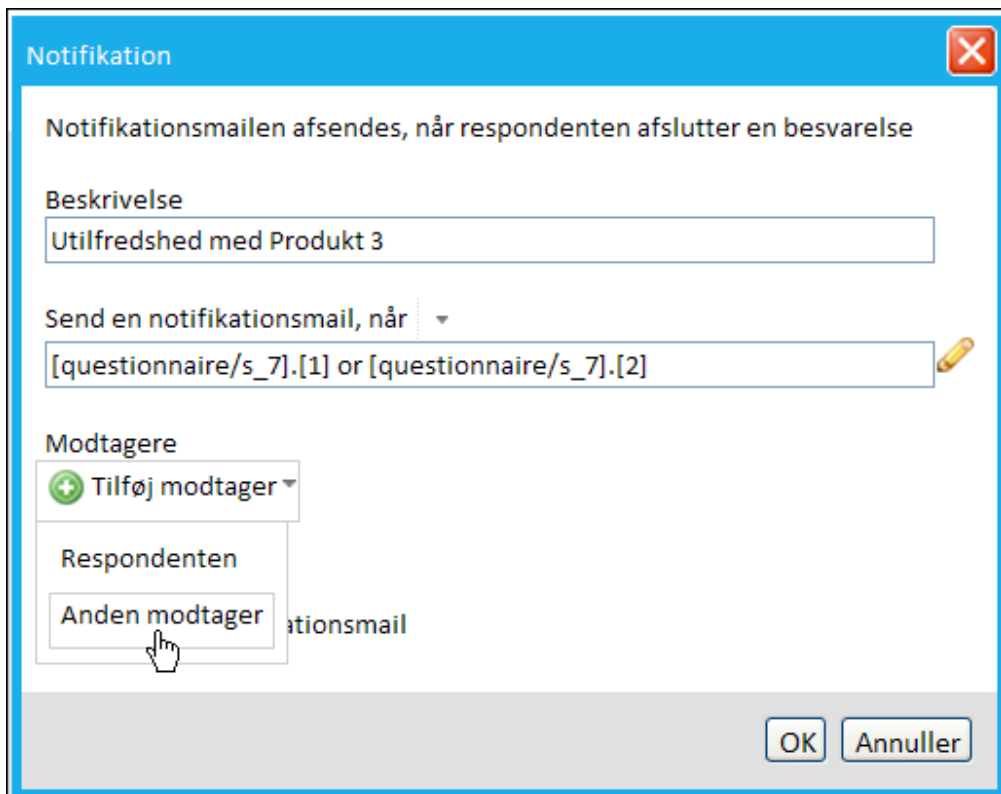 Notifikation
Notifikationsmailen afsendes, når respondenten afslutter en besvarelse
Beskrivelse
Utilfredshed med Produkt 3
Send en notifikationsmail, når
[questionnaire/s_7].[1] or [questionnaire/s_7].[2]
Modtagere
Tilføj modtager
Respondenten
Anden modtager
ationsmail
OK Annuller